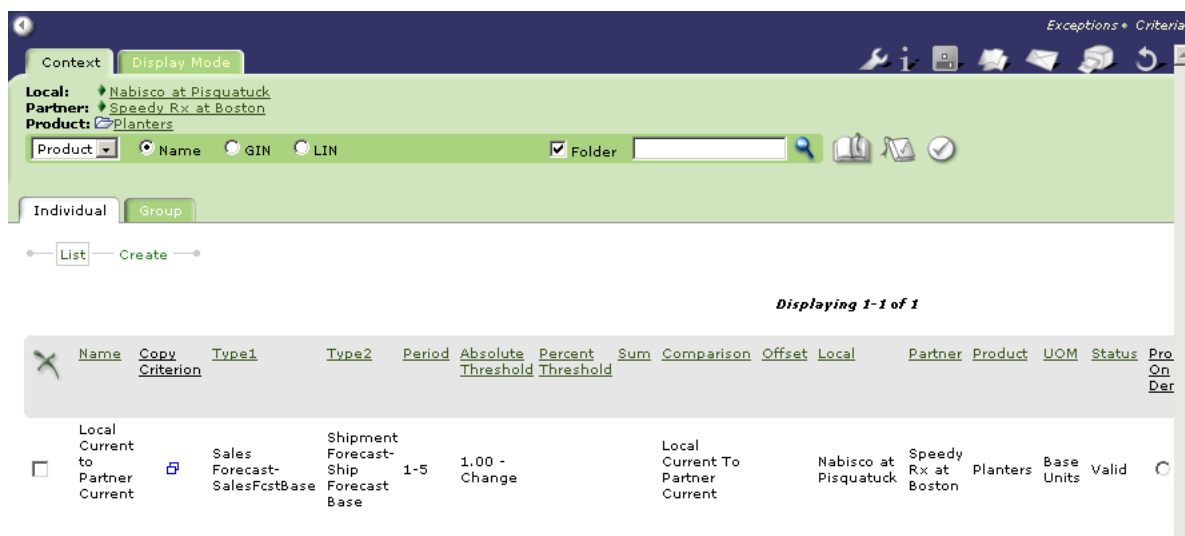 Exceptions • Criteria
Context Display Mode
Local: Nabisco at Pisquatuck
Partner: Speedy Rx at Boston
Product: Planters
Product Name GIN LIN Folder
Individual Group
List Create
Displaying 1-1 of 1
Name Copy Criterion Type1 Type2 Period Absolute Threshold Percent Threshold Sum Comparison Offset Local Partner Product UOM Status Pro On Der
Local Current to Partner Current Sales Forecast-SalesFcstBase Shipment Forecast-Ship Forecast Base 1-5 1.00 - Change Local Current To Partner Current Nabisco at Pisquatuck Speedy Rx at Boston Planters Base Units Valid